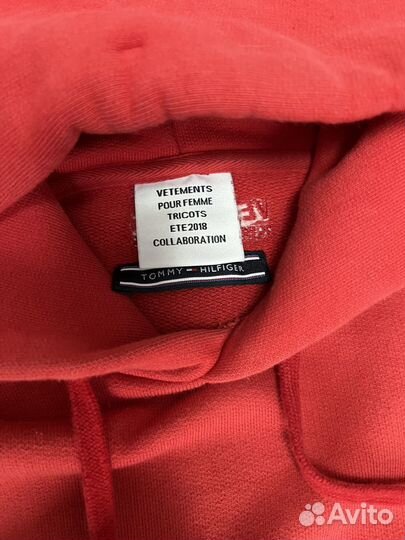 VETEMENTS
POUR FEMME
TRICOTS
ETE2018
COLLABORATION
TOMMY HILFIGER
Avito